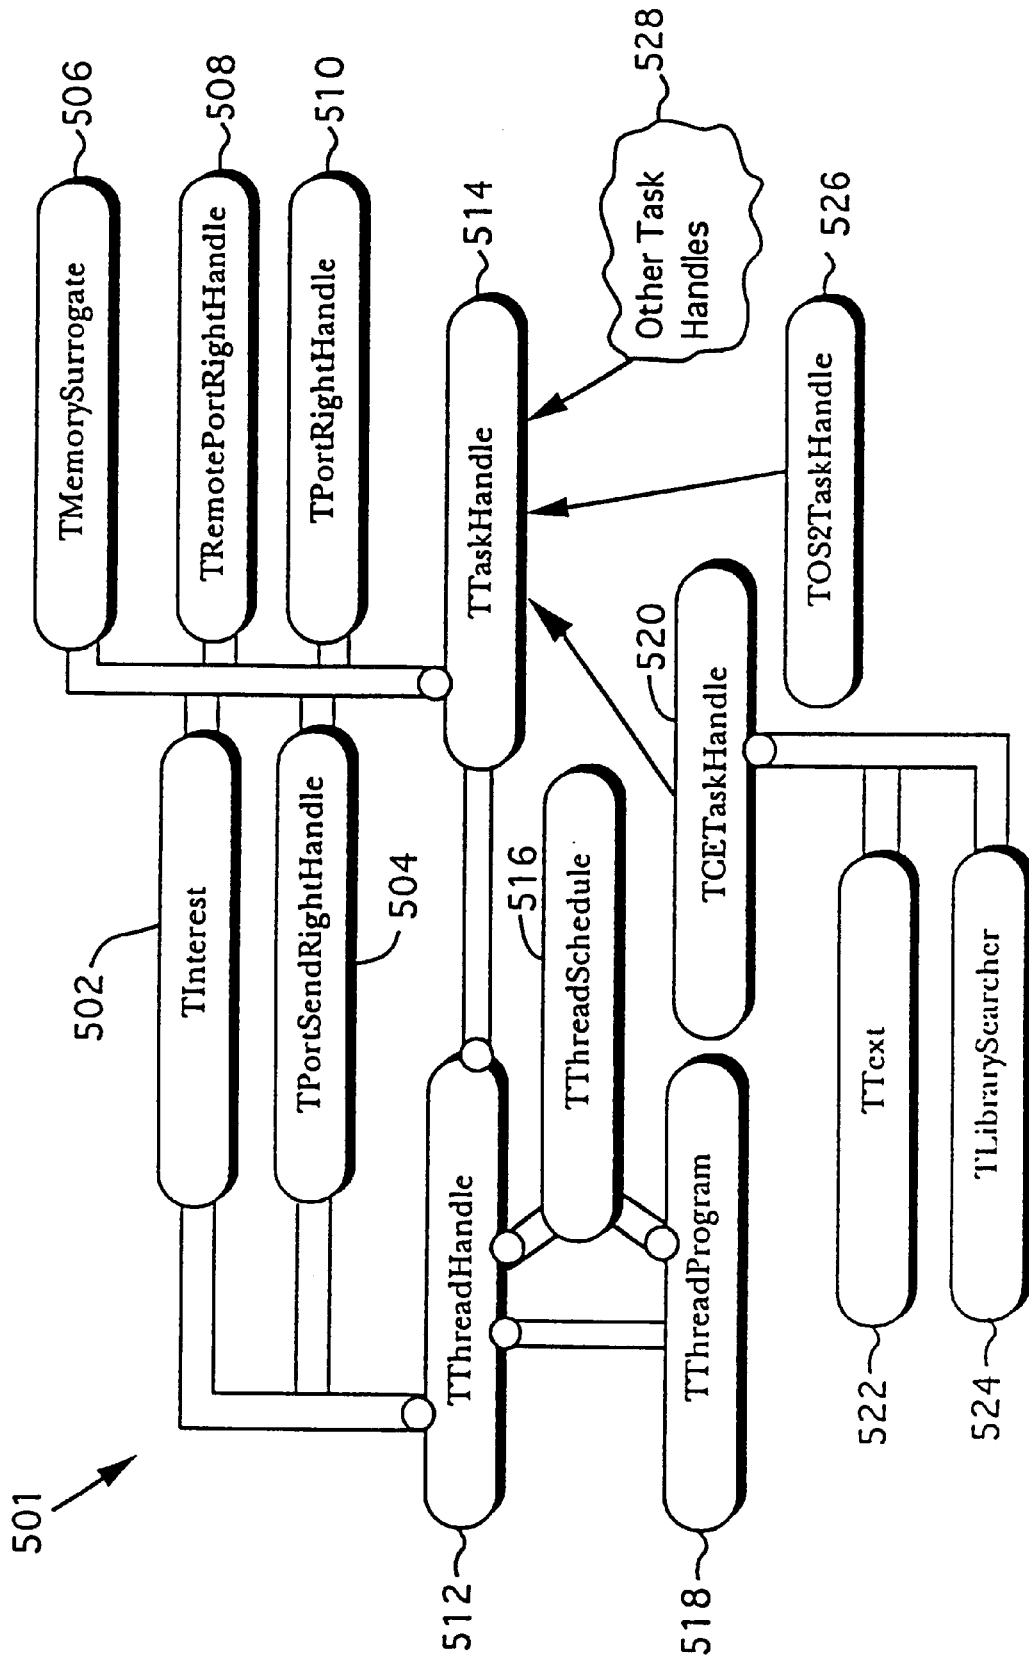 501
506
TMemorySurrogate
502
TInterest
508
TRemotePortRightHandle
TPortSendRightHandle
504
510
TPortRightHandle
512
TThreadHandle
514
TTaskHandle
516
TThreadSchedule
528
Other Task
Handles
518
TThreadProgram
520
TCETaskHandle
526
TOS2TaskHandle
522
TText
524
TLibrarySearcher